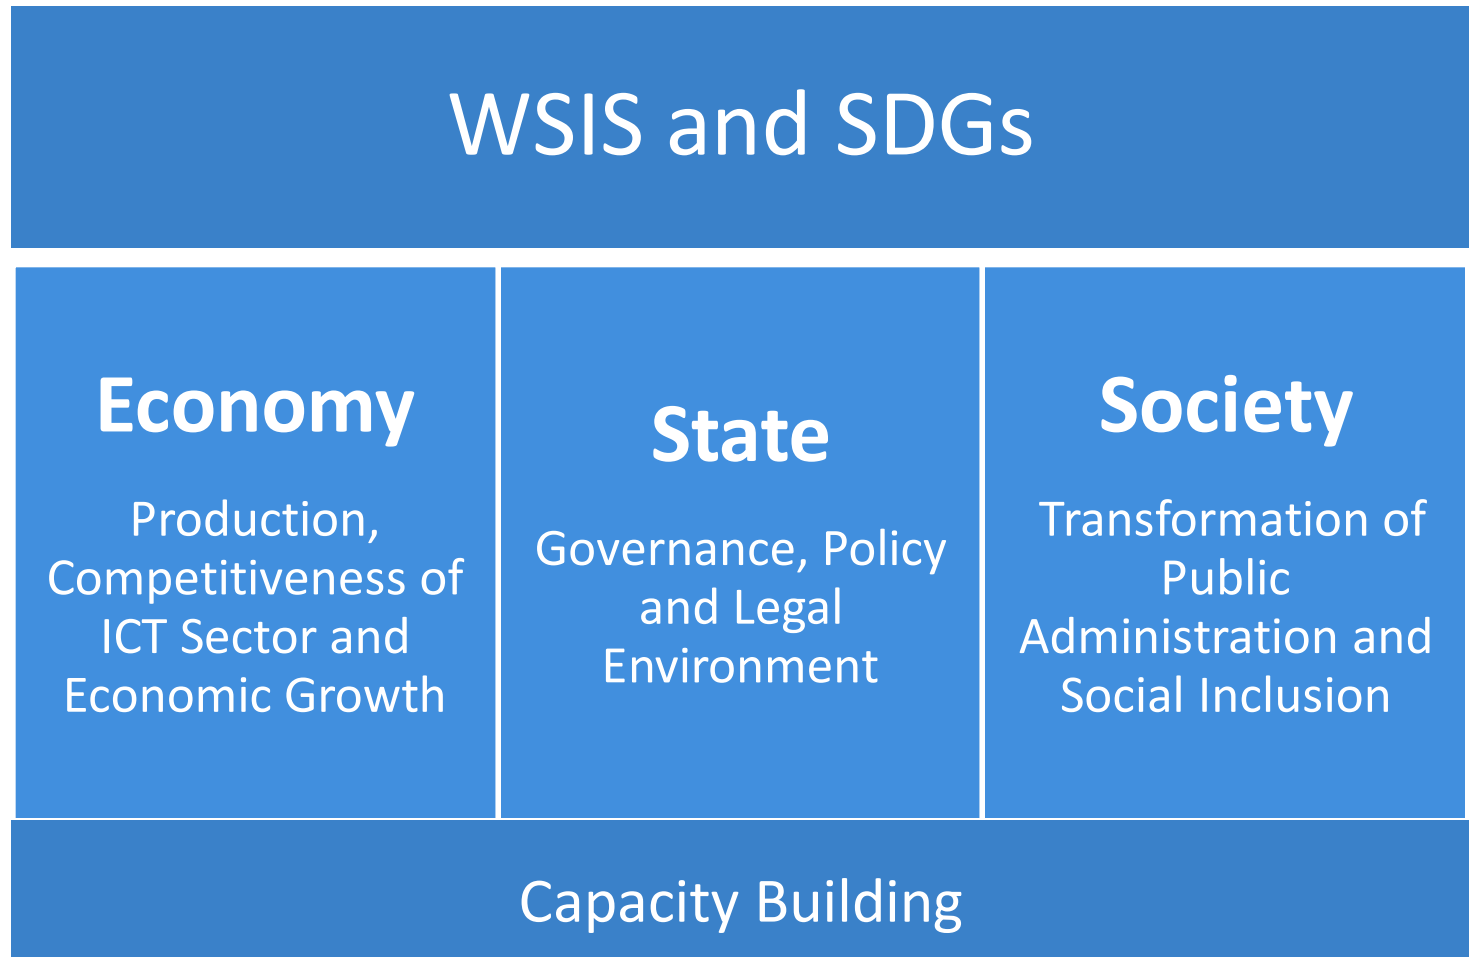 WSIS and SDGs
Economy
Production,
Competitiveness of
ICT Sector and
Economic Growth
State
Governance, Policy
and Legal
Environment
Society
Transformation of
Public
Administration and
Social Inclusion
Capacity Building